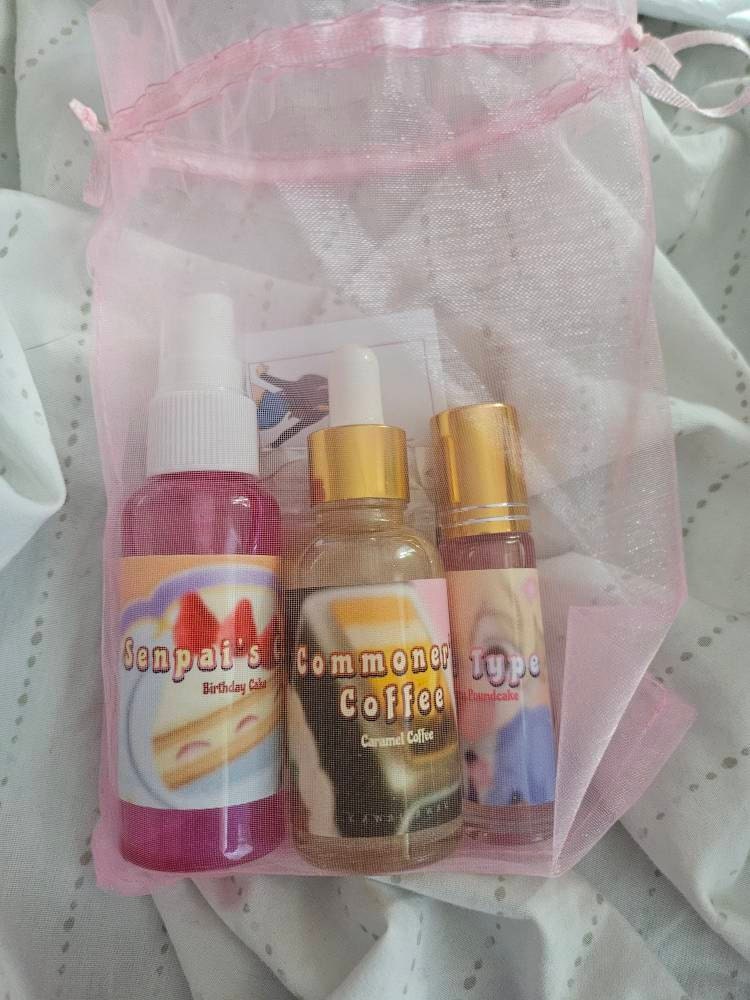 Senpai's
Birthday Cake
Commoner's
Coffee
Caramel Coffee
Type
Poundcake